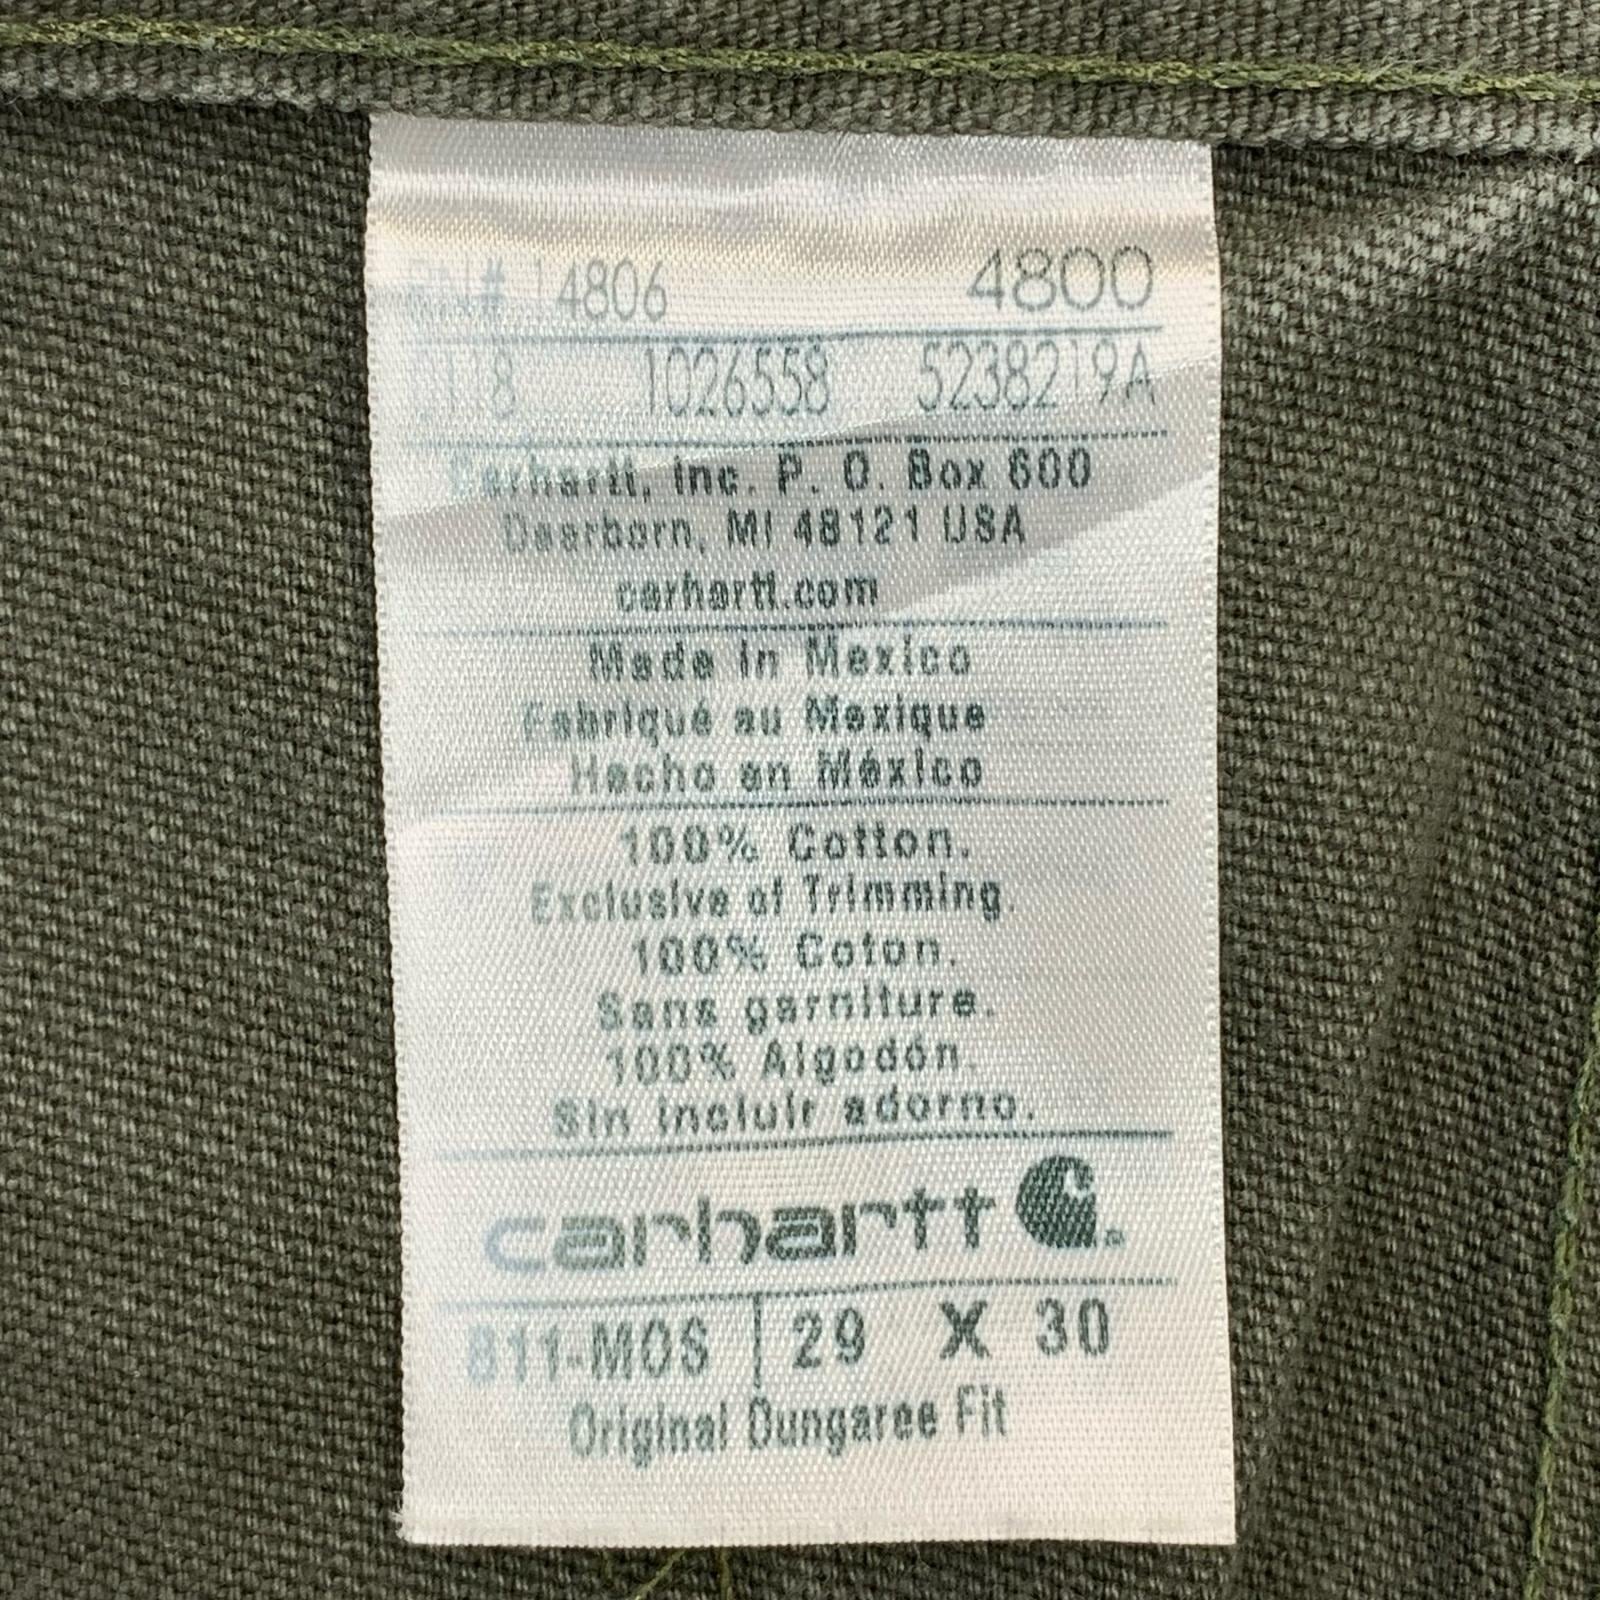 RN# 14806 4800
0118 1026558 5238219A
Carhartt, Inc. P. O. Box 600
Dearborn, MI 48121 USA
carhartt.com
Made in Mexico
Fabriqué au Mexique
Hecho en México
100% Cotton.
Exclusive of Trimming.
100% Coton.
Sans garniture.
100% Algodón.
Sin incluir adorno.
carhartt
B11-MOS | 29 X 30
Original Dungaree Fit